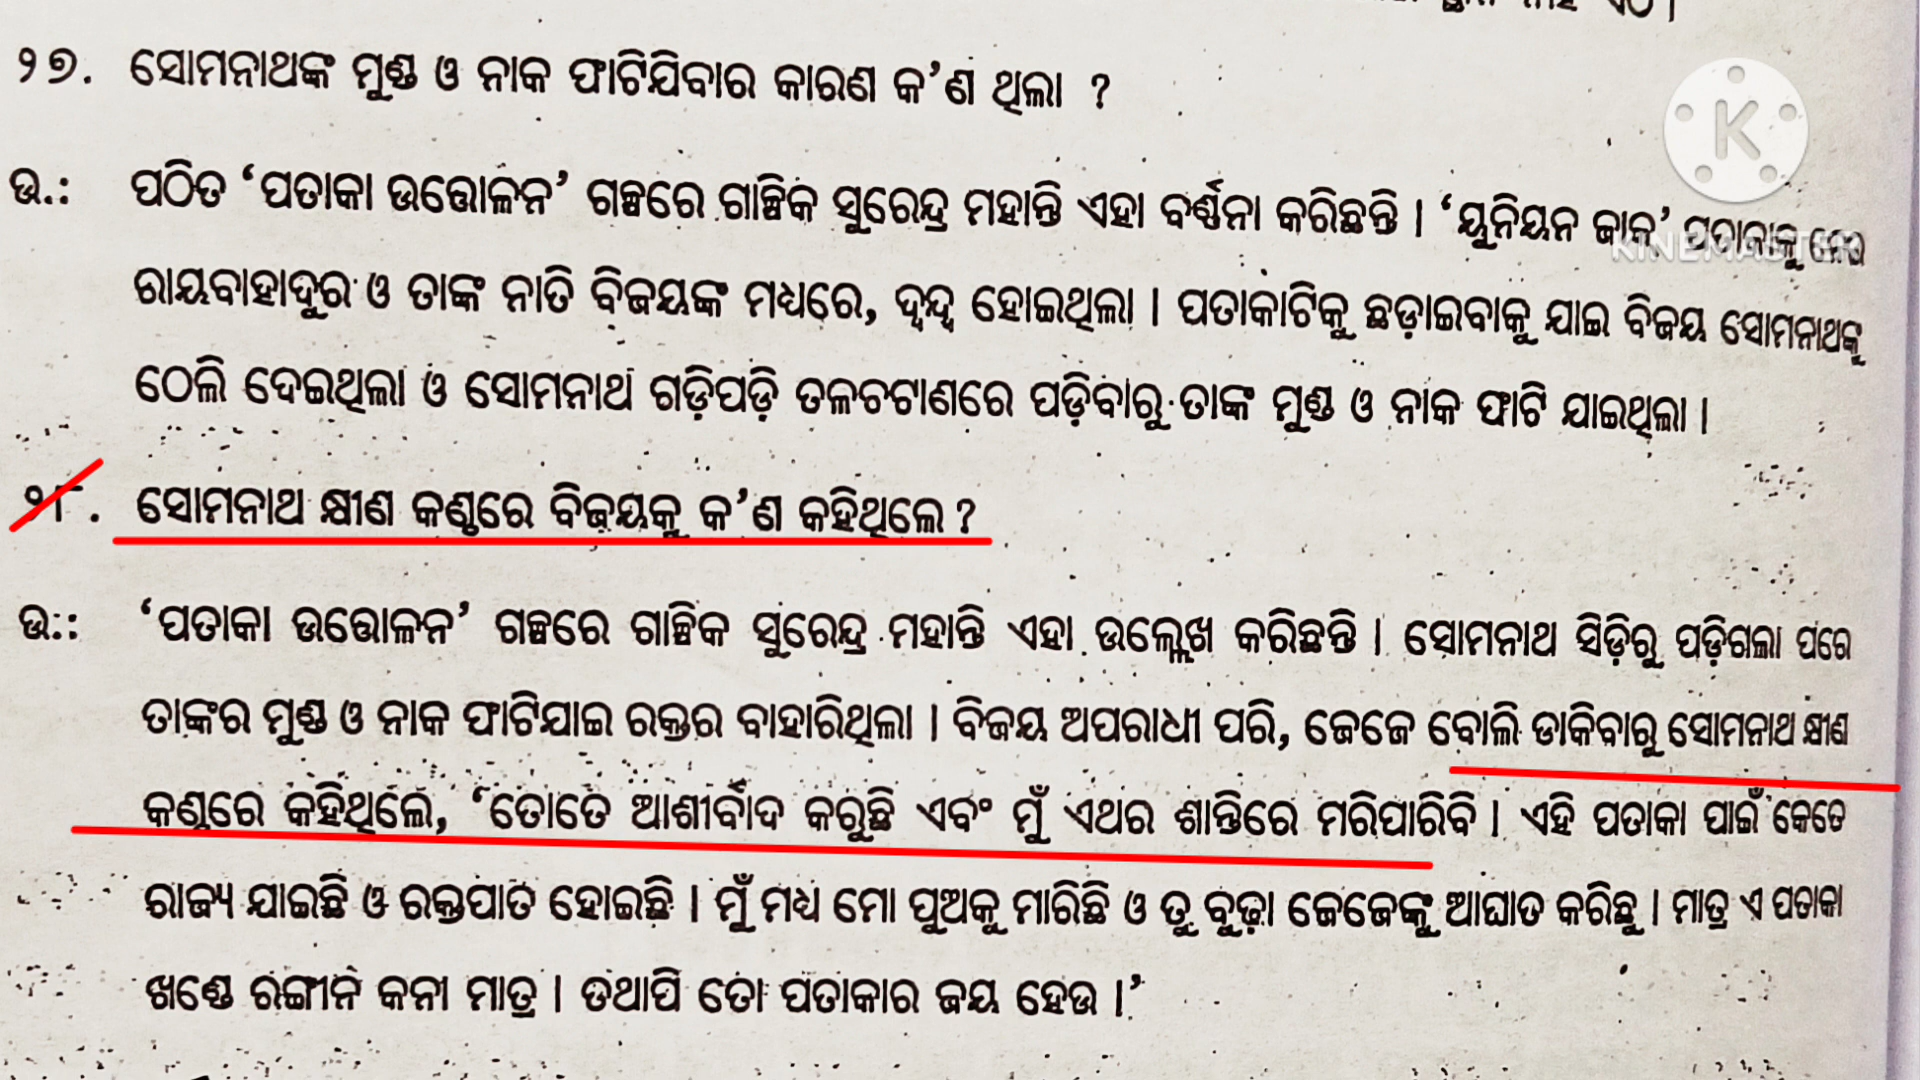 ୨୭. ସୋମନାଥଙ୍କ ମୁଣ୍ଡ ଓ ନାକ ଫାଟିଯିବାର କାରଣ କ’ଣ ଥିଲା ?
ଉ.: ପଠିତ ‘ପତାକା ଉତ୍ତୋଳନ’ ଗଳ୍ପରେ ଗାଳ୍ପିକ ସୁରେନ୍ଦ୍ର ମହାନ୍ତି ଏହା ବର୍ଣ୍ଣନା କରିଛନ୍ତି । ‘ୟୁନିୟନ ଜାକ୍’ ପତାକାକୁ ନେଇ
ରାୟବାହାଦୁର ଓ ତାଙ୍କ ନାତି ବିଜୟଙ୍କ ମଧ୍ୟରେ, ଦ୍ୱନ୍ଦ୍ୱ ହୋଇଥିଲା । ପତାକାଟିକୁ ଛଡ଼ାଇବାକୁ ଯାଇ ବିଜୟ ସୋମନାଥଙ୍କୁ
ଠେଲି ଦେଇଥିଲା ଓ ସୋମନାଥ ଗଡ଼ିପଡ଼ି ତଳଚଟାଣରେ ପଡ଼ିବାରୁ ତାଙ୍କ ମୁଣ୍ଡ ଓ ନାକ ଫାଟି ଯାଇଥିଲା ।
୨୮. ସୋମନାଥ କ୍ଷୀଣ କଣ୍ଠରେ ବିଜୟକୁ କ’ଣ କହିଥିଲେ ?
ଉ.: ‘ପତାକା ଉତ୍ତୋଳନ’ ଗଳ୍ପରେ ଗାଳ୍ପିକ ସୁରେନ୍ଦ୍ର ମହାନ୍ତି ଏହା ଉଲ୍ଲେଖ କରିଛନ୍ତି । ସୋମନାଥ ସିଡ଼ିରୁ ପଡ଼ିଗଲା ପରେ
ତାଙ୍କର ମୁଣ୍ଡ ଓ ନାକ ଫାଟିଯାଇ ରକ୍ତର ବାହାରିଥିଲା । ବିଜୟ ଅପରାଧୀ ପରି, ଜେଜେ ବୋଲି ଡାକିବାରୁ ସୋମନାଥ କ୍ଷୀଣ
କଣ୍ଠରେ କହିଥିଲେ, ‘ତୋତେ ଆଶୀର୍ବାଦ କରୁଛି ଏବଂ ମୁଁ ଏଥର ଶାନ୍ତିରେ ମରିପାରିବି । ଏହି ପତାକା ପାଇଁ କେତେ
ରାଜ୍ୟ ଯାଇଛି ଓ ରକ୍ତପାତ ହୋଇଛି । ମୁଁ ମଧ୍ୟ ମୋ ପୁଅକୁ ମାରିଛି ଓ ତୁ ବୁଢ଼ା ଜେଜେଙ୍କୁ ଆଘାତ କରିଛୁ । ମାତ୍ର ଏ ପତାକା
ଖଣ୍ଡେ ରଙ୍ଗୀନ କନା ମାତ୍ର । ତଥାପି ତୋ ପତାକାର ଜୟ ହେଉ ।’
K
KINEMASTER